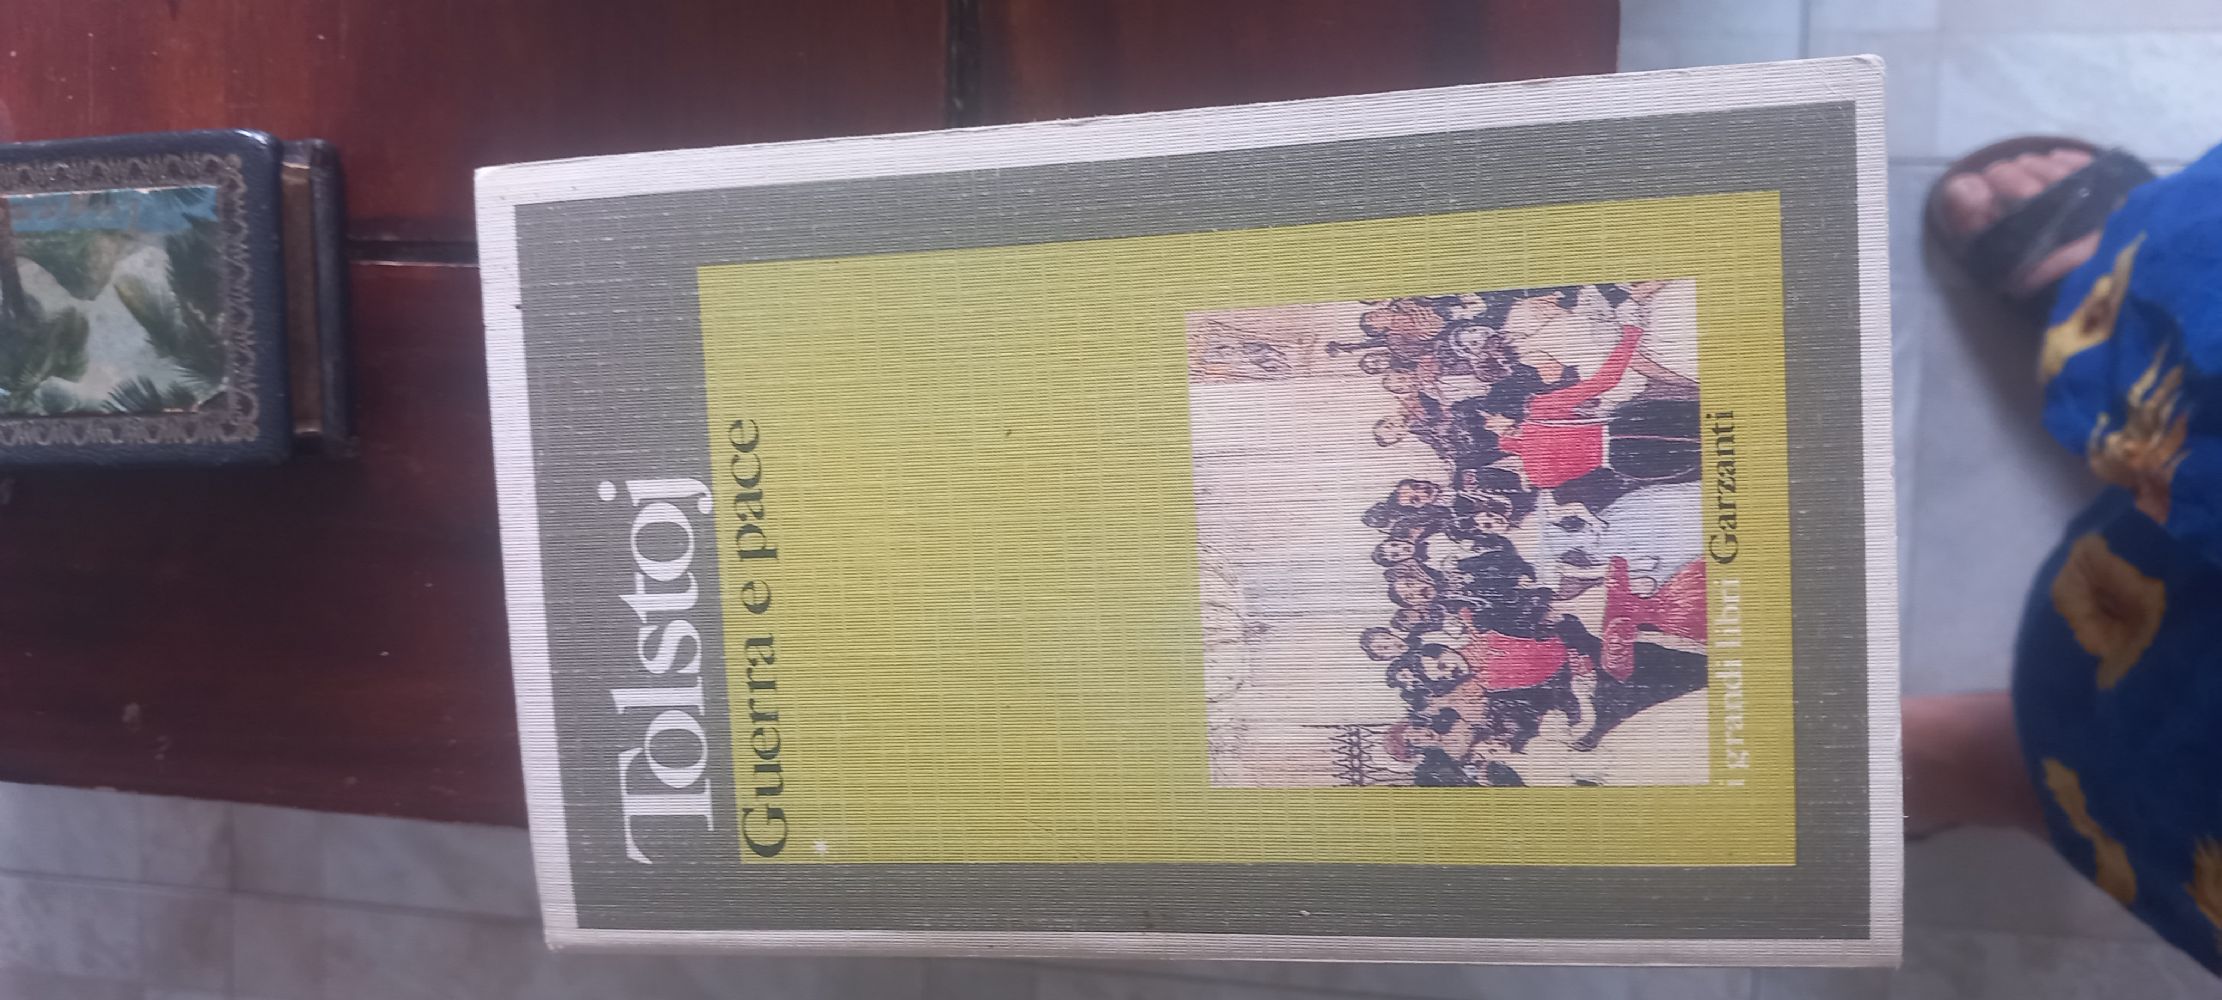 Tolstoj
Guerra e pace
*
i grandi libri Garzanti